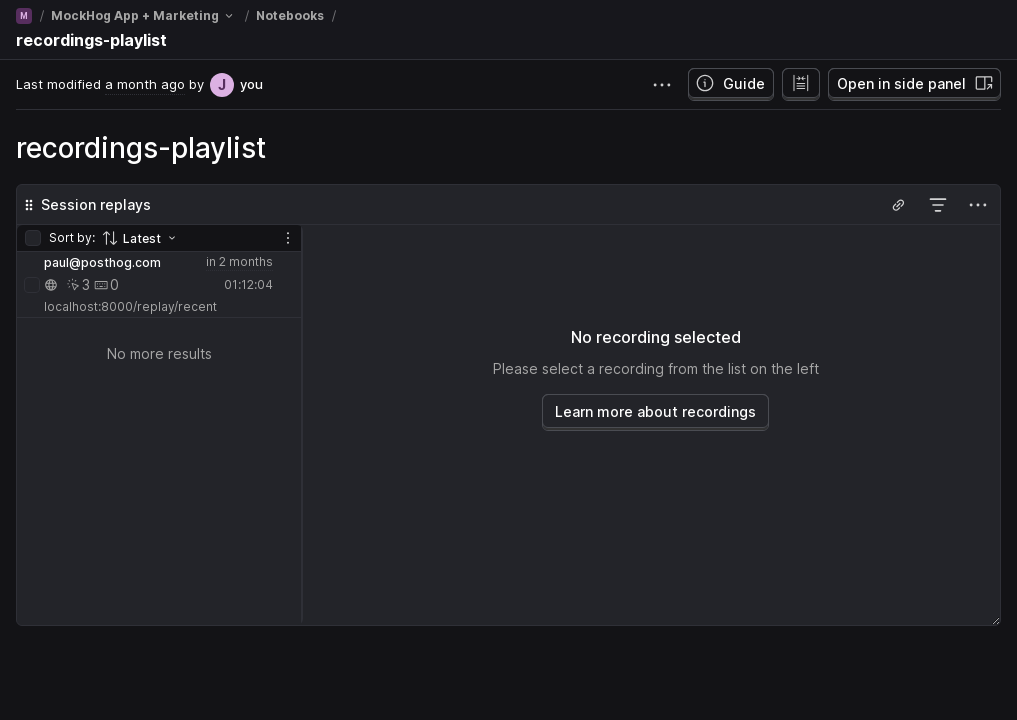 M / MockHog App + Marketing / Notebooks /
recordings-playlist
Last modified a month ago by J you
Guide
Open in side panel
recordings-playlist
Session replays
Sort by: Latest
paul@posthog.com in 2 months
3 0 01:12:04
localhost:8000/replay/recent
No more results
No recording selected
Please select a recording from the list on the left
Learn more about recordings